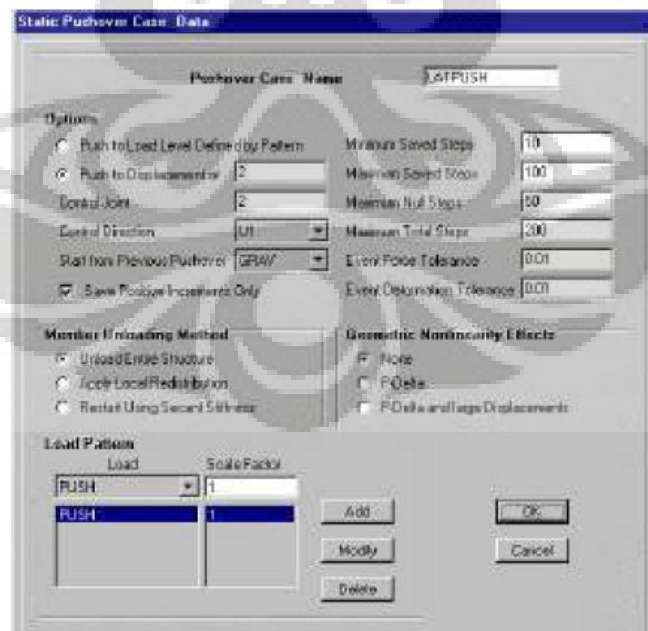 Static Pushover Case Data
Pushover Case Name LATPUSH
Options
Push to Load Level Defined by Pattern
Push to Displacement or 2
Control Joint 2
Control Direction U1
Start from Previous Pushover GRAV
Save Positive Increments Only
Minimum Saved Steps 10
Maximum Saved Steps 100
Maximum Null Steps 50
Maximum Total Steps 200
Event Force Tolerance 0.01
Event Deformation Tolerance 0.01
Member Unloading Method
Unload Entire Structure
Apply Local Redistribution
Restart Using Secant Stiffness
Geometric Nonlinearity Effects
None
P-Delta
P-Delta and large Displacements
Load Pattern
Load Scale Factor
PUSH 1
PUSH 1
Add
Modify
Delete
OK
Cancel